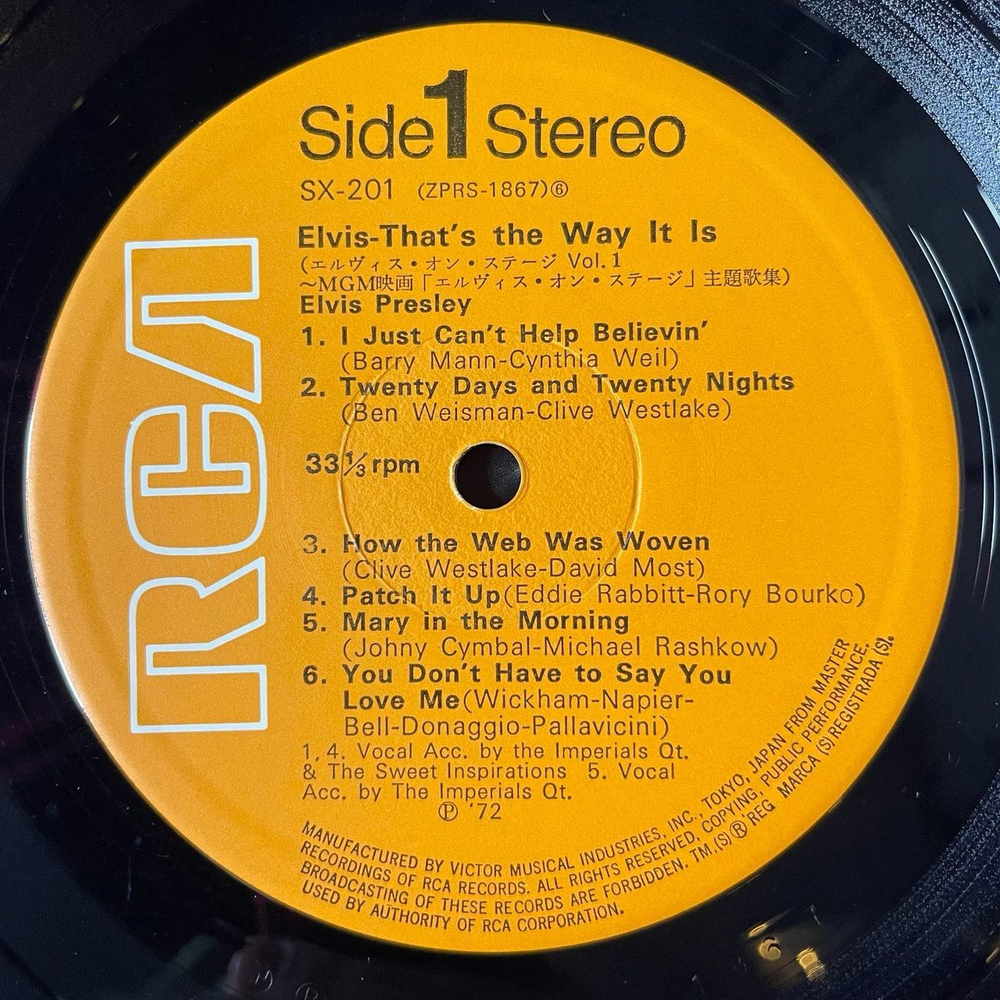 Side 1 Stereo
SX-201 (ZPRS-1867)⑥
Elvis-That's the Way It Is
(エルヴィス・オン・ステージ Vol.1
〜MGM映画「エルヴィス・オン・ステージ」主題歌集)
Elvis Presley
1. I Just Can't Help Believin'
(Barry Mann-Cynthia Weil)
2. Twenty Days and Twenty Nights
(Ben Weisman-Clive Westlake)
33⅓rpm
3. How the Web Was Woven
(Clive Westlake-David Most)
4. Patch It Up(Eddie Rabbitt-Rory Bourke)
5. Mary in the Morning
(Johny Cymbal-Michael Rashkow)
6. You Don't Have to Say You
Love Me(Wickham-Napier-
Bell-Donaggio-Pallavicini)
1, 4. Vocal Acc. by the Imperials Qt.
& The Sweet Inspirations 5. Vocal
Acc. by The Imperials Qt.
Ⓟ '72
RCA
MANUFACTURED BY VICTOR MUSICAL INDUSTRIES, INC., TOKYO, JAPAN FROM MASTER
RECORDINGS OF RCA RECORDS. ALL RIGHTS RESERVED, COPYING, PUBLIC PERFORMANCE,
BROADCASTING OF THESE RECORDS ARE FORBIDDEN. TM.(S)® REG MARCA (S) REGISTRADA (S).
USED BY AUTHORITY OF RCA CORPORATION.